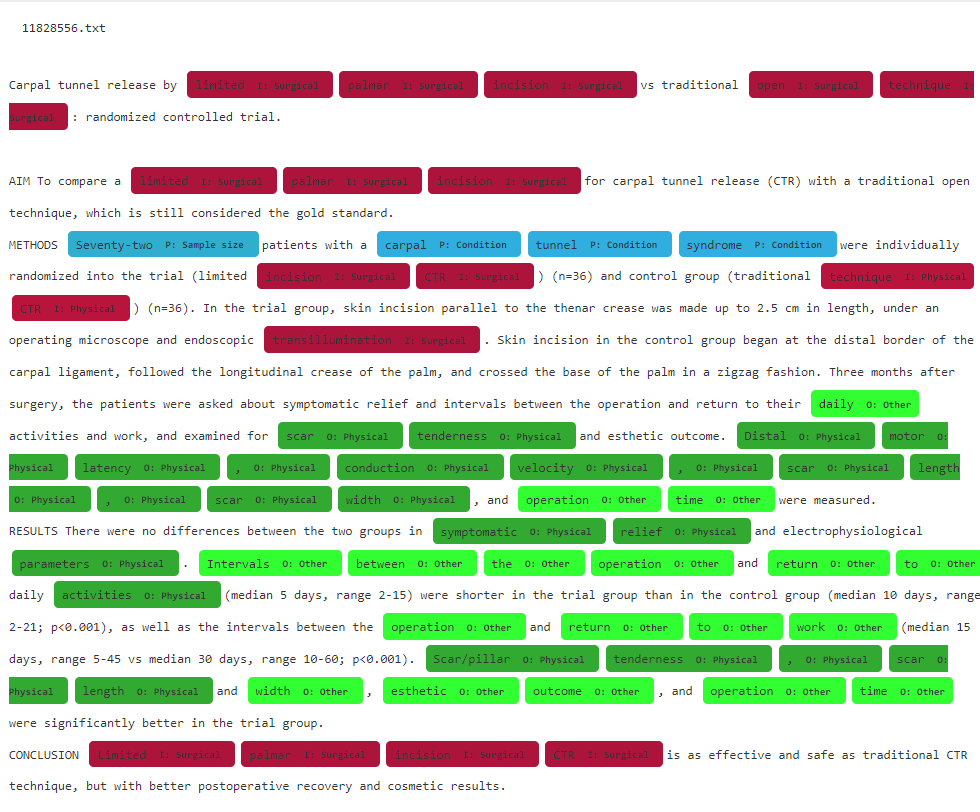 11828556.txt
Carpal tunnel release by limited I: Surgical palmar I: Surgical incision I: Surgical vs traditional open I: Surgical technique I:
Surgical : randomized controlled trial.
AIM To compare a limited I: Surgical palmar I: Surgical incision I: Surgical for carpal tunnel release (CTR) with a traditional open
technique, which is still considered the gold standard.
METHODS Seventy-two P: Sample size patients with a carpal P: Condition tunnel P: Condition syndrome P: Condition were individually
randomized into the trial (limited incision I: Surgical CTR I: Surgical ) (n=36) and control group (traditional technique I: Physical
CTR I: Physical ) (n=36). In the trial group, skin incision parallel to the thenar crease was made up to 2.5 cm in length, under an
operating microscope and endoscopic transillumination I: Surgical . Skin incision in the control group began at the distal border of the
carpal ligament, followed the longitudinal crease of the palm, and crossed the base of the palm in a zigzag fashion. Three months after
surgery, the patients were asked about symptomatic relief and intervals between the operation and return to their daily O: Other
activities and work, and examined for scar O: Physical tenderness O: Physical and esthetic outcome. Distal O: Physical motor O:
Physical latency O: Physical , O: Physical conduction O: Physical velocity O: Physical , O: Physical scar O: Physical length
O: Physical , O: Physical scar O: Physical width O: Physical , and operation O: Other time O: Other were measured.
RESULTS There were no differences between the two groups in symptomatic O: Physical relief O: Physical and electrophysiological
parameters O: Physical . Intervals O: Other between O: Other the O: Other operation O: Other and return O: Other to O: Other
daily activities O: Physical (median 5 days, range 2-15) were shorter in the trial group than in the control group (median 10 days, range
2-21; p<0.001), as well as the intervals between the operation O: Other and return O: Other to O: Other work O: Other (median 15
days, range 5-45 vs median 30 days, range 10-60; p<0.001). Scar/pillar O: Physical tenderness O: Physical , O: Physical scar O:
Physical length O: Physical and width O: Other , esthetic O: Other outcome O: Other , and operation O: Other time O: Other
were significantly better in the trial group.
CONCLUSION Limited I: Surgical palmar I: Surgical incision I: Surgical CTR I: Surgical is as effective and safe as traditional CTR
technique, but with better postoperative recovery and cosmetic results.